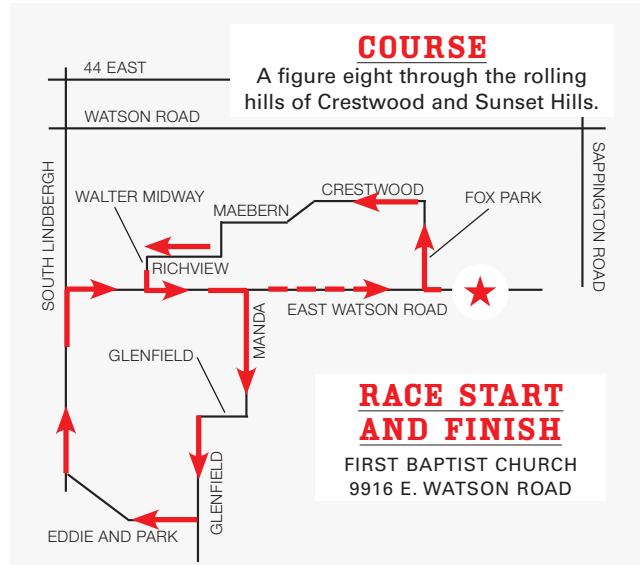 COURSE
A figure eight through the rolling
hills of Crestwood and Sunset Hills.
44 EAST
WATSON ROAD
SOUTH LINDBERGH
SAPPINGTON ROAD
WALTER MIDWAY
MAEBERN
CRESTWOOD
FOX PARK
RICHVIEW
EAST WATSON ROAD
MANDA
GLENFIELD
GLENFIELD
EDDIE AND PARK
RACE START
AND FINISH
FIRST BAPTIST CHURCH
9916 E. WATSON ROAD